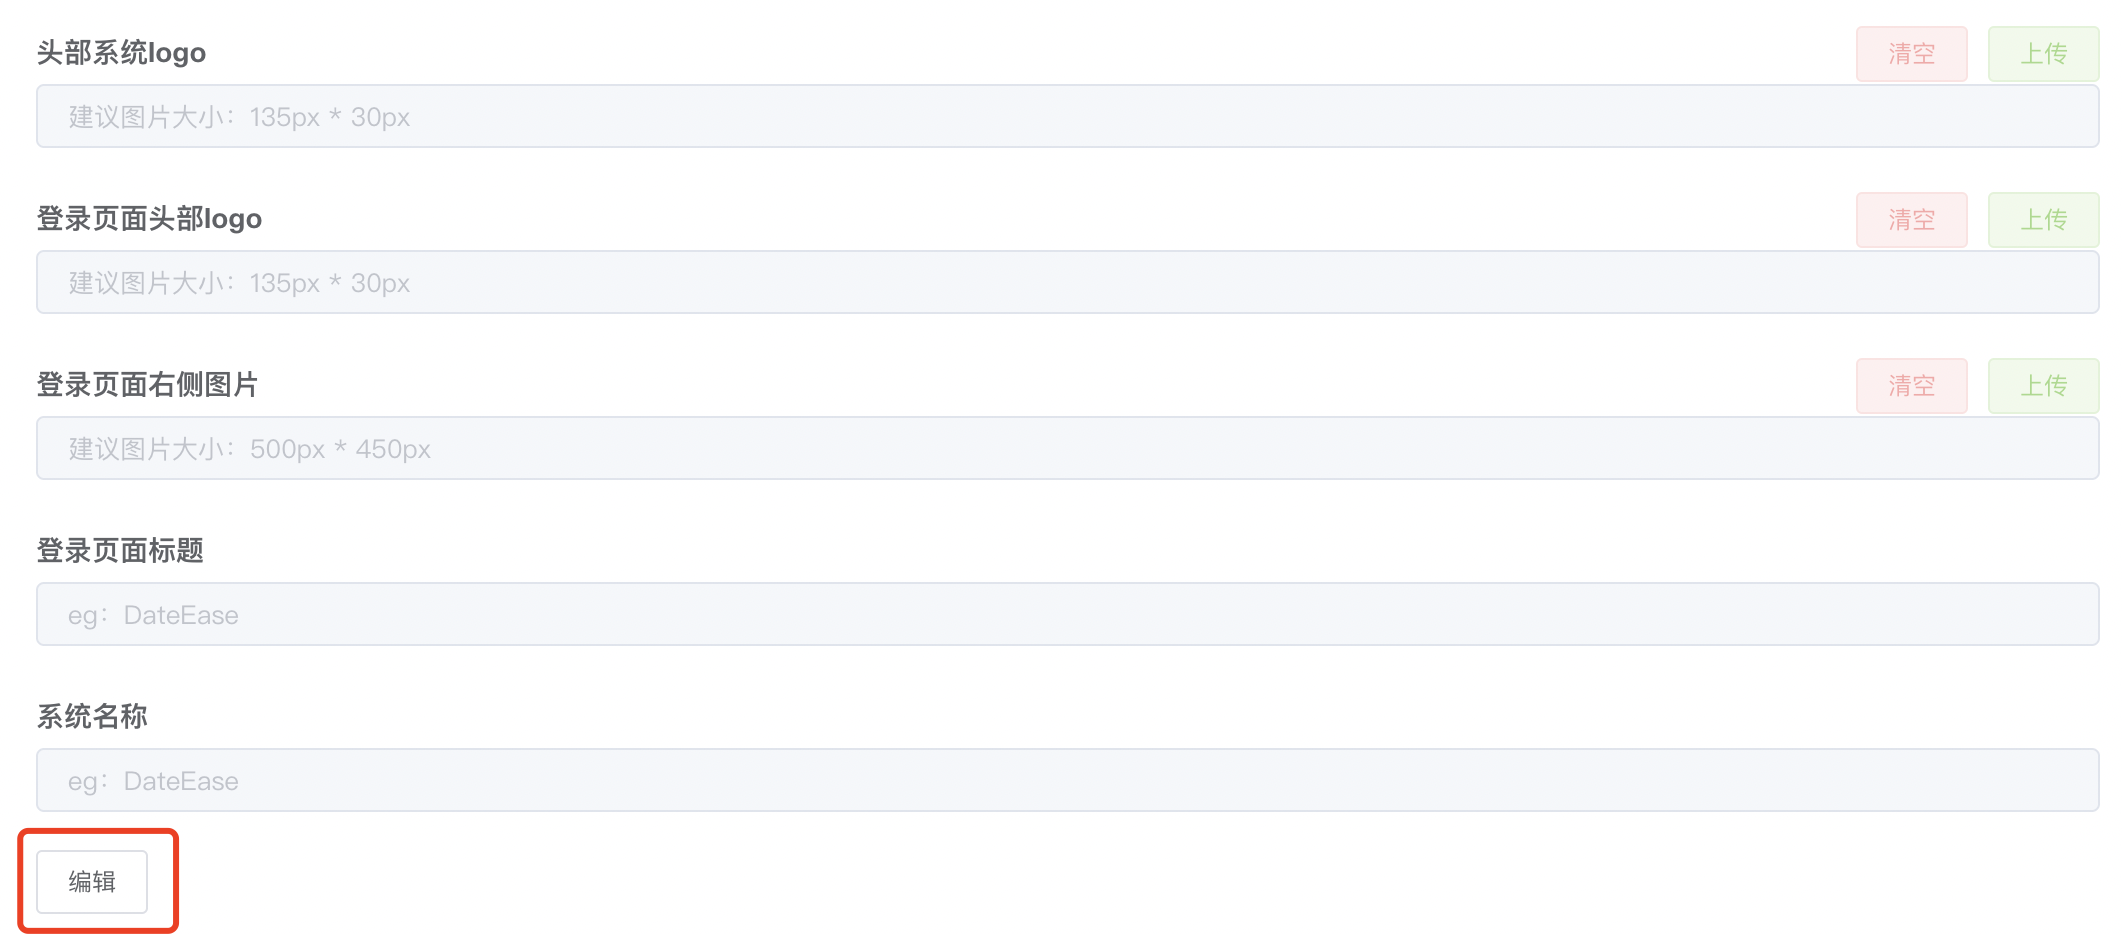 头部系统logo 清空 上传
建议图片大小：135px * 30px
登录页面头部logo 清空 上传
建议图片大小：135px * 30px
登录页面右侧图片 清空 上传
建议图片大小：500px * 450px
登录页面标题
eg：DateEase
系统名称
eg：DateEase
编辑